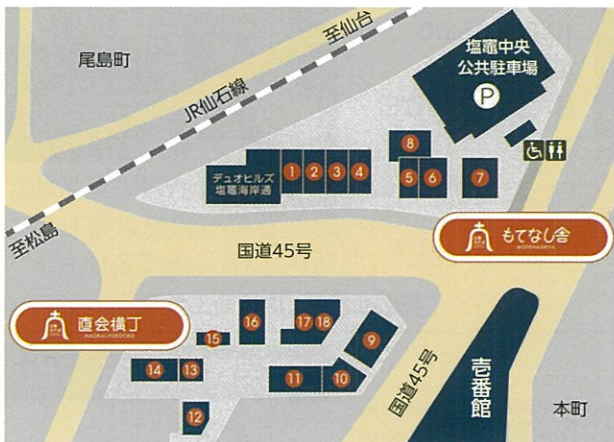 尾島町
至仙台
JR仙石線
塩竈中央
公共駐車場
P
8
1
2
3
4
5
6
7
デュオヒルズ
塩竈海岸通
至松島
国道45号
もてなし舎
MOTENASHIYA
直会横丁
NAORAI-YOKOCHO
16
17
18
15
9
14
13
11
10
12
国道45号
壱番館
本町